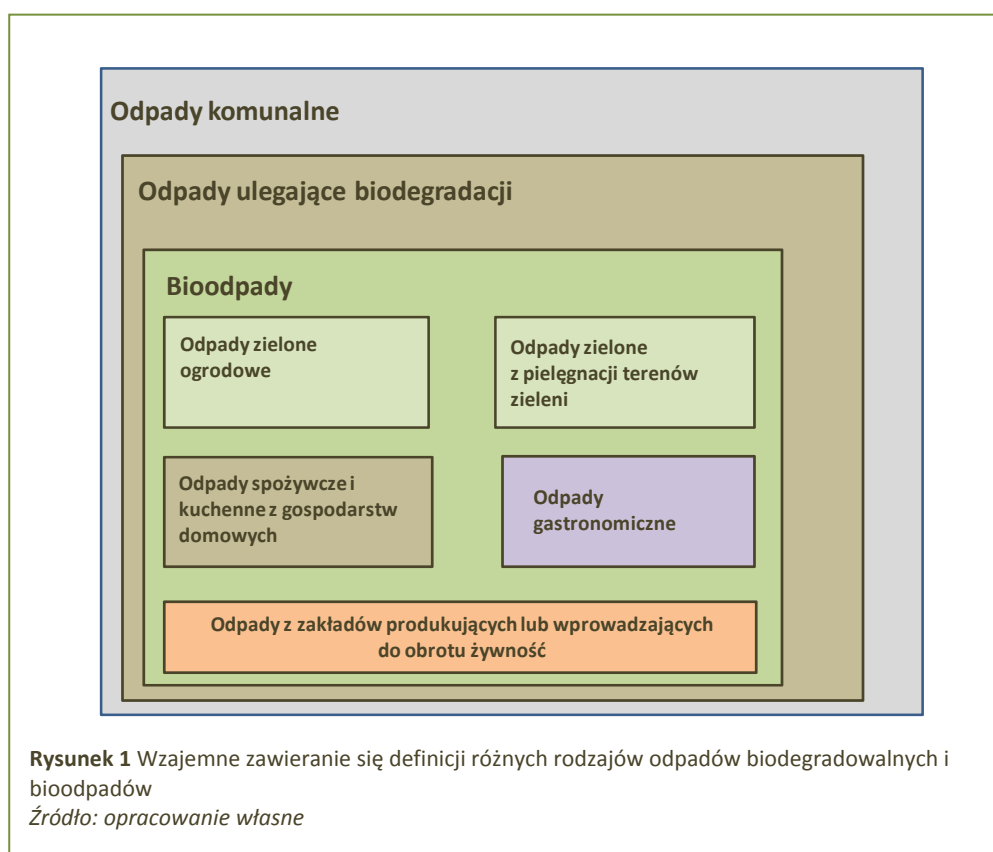 Odpady komunalne
Odpady ulegające biodegradacji
Bioodpady
Odpady zielone
ogrodowe
Odpady zielone
z pielęgnacji terenów
zieleni
Odpady spożywcze i
kuchenne z gospodarstw
domowych
Odpady
gastronomiczne
Odpady z zakładów produkujących lub wprowadzających
do obrotu żywność
Rysunek 1 Wzajemne zawieranie się definicji różnych rodzajów odpadów biodegradowalnych i
bioodpadów
Źródło: opracowanie własne